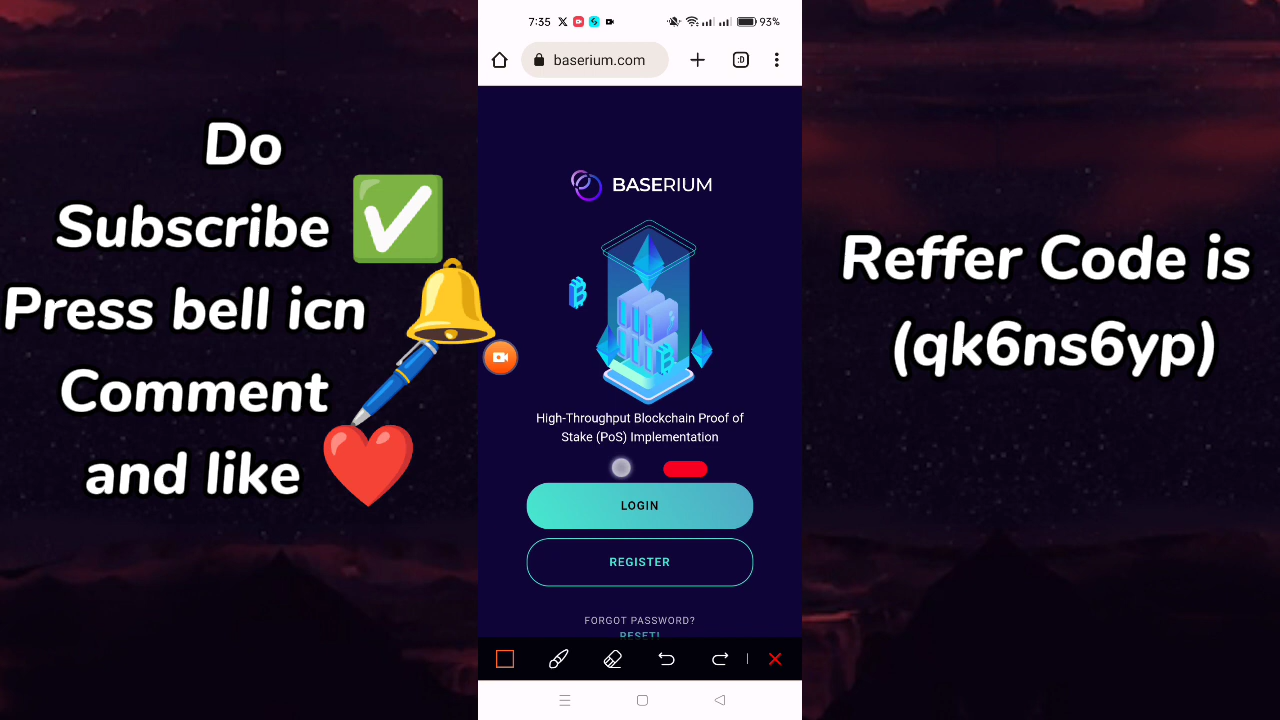 Do
Subscribe
Press bell icn
Comment
and like
7:35
93%
baserium.com
:D
BASERIUM
High-Throughput Blockchain Proof of
Stake (PoS) Implementation
LOGIN
REGISTER
FORGOT PASSWORD?
RESET!
Reffer Code is
(qk6ns6yp)